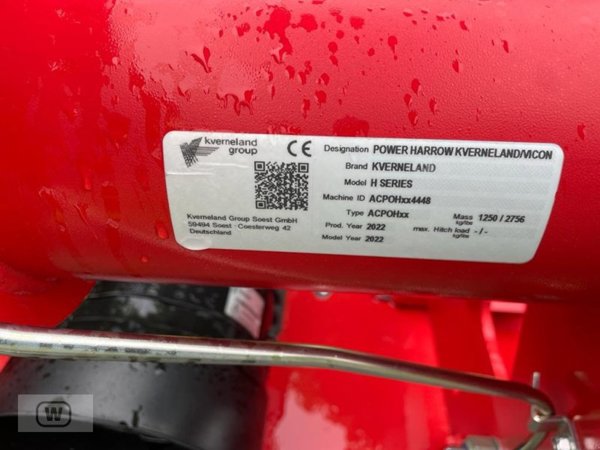 kverneland
group
CE
Designation POWER HARROW KVERNELAND/VICON
Brand KVERNELAND
Model H SERIES
Machine ID ACPOHxx4448
Type ACPOHxx Mass kg/lbs 1250 / 2756
Prod. Year 2022 max. Hitch load kg/lbs - / -
Model Year 2022
Kverneland Group Soest GmbH
59494 Soest - Coesterweg 42
Deutschland
W